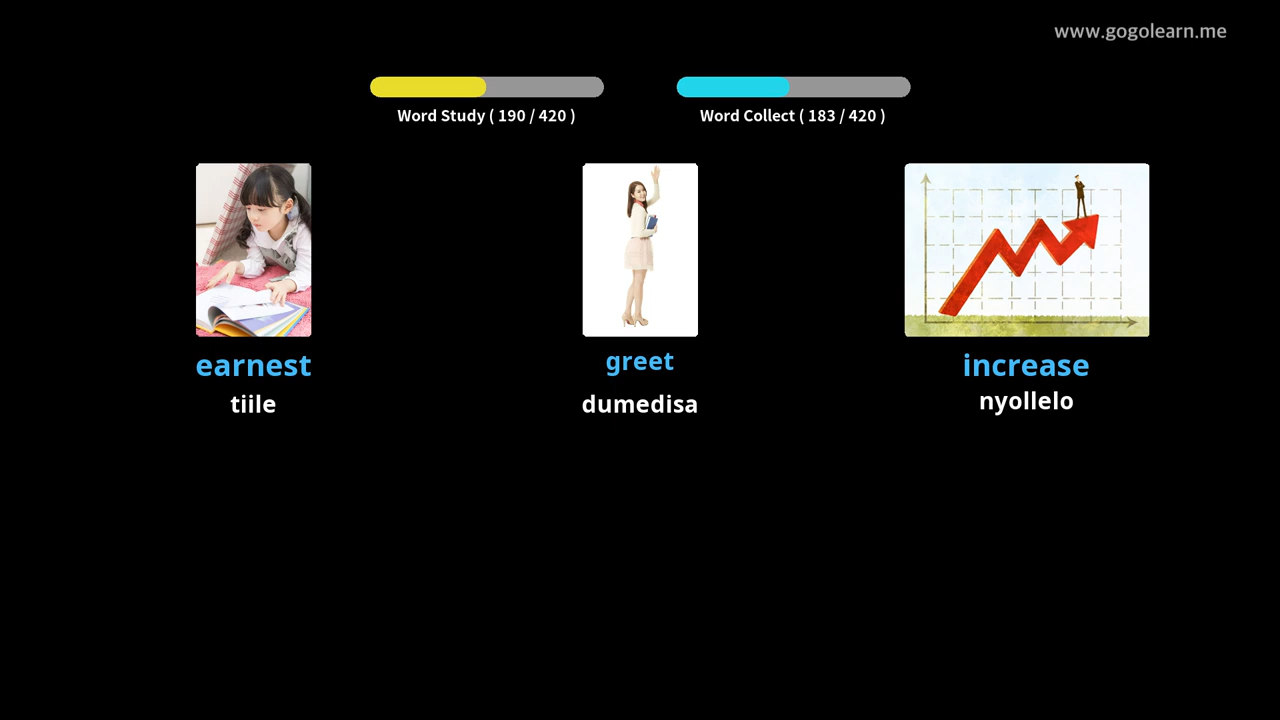 www.gogolearn.me
Word Study ( 190 / 420 )
Word Collect ( 183 / 420 )
earnest
tiile
greet
dumedisa
increase
nyollelo